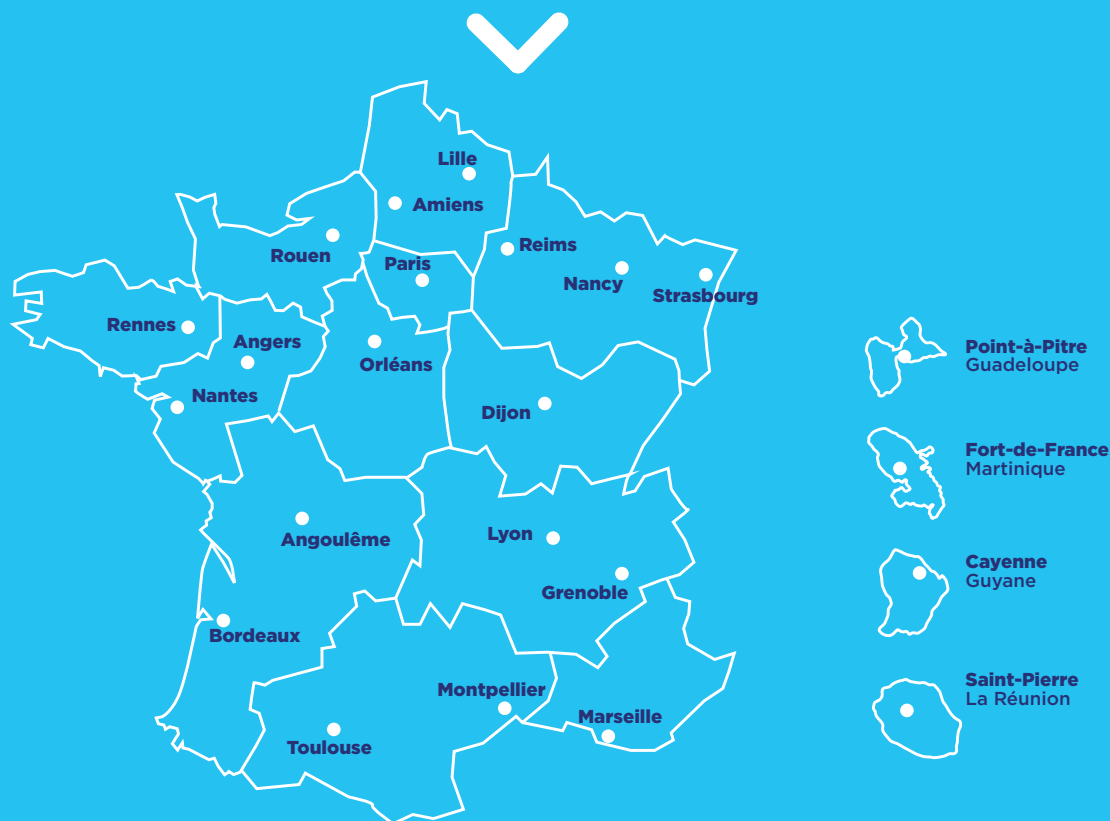 Lille
Amiens
Rouen
Reims
Paris
Nancy
Strasbourg
Rennes
Angers
Orléans
Nantes
Dijon
Angoulême
Lyon
Grenoble
Bordeaux
Montpellier
Marseille
Toulouse
Point-à-Pitre
Guadeloupe
Fort-de-France
Martinique
Cayenne
Guyane
Saint-Pierre
La Réunion